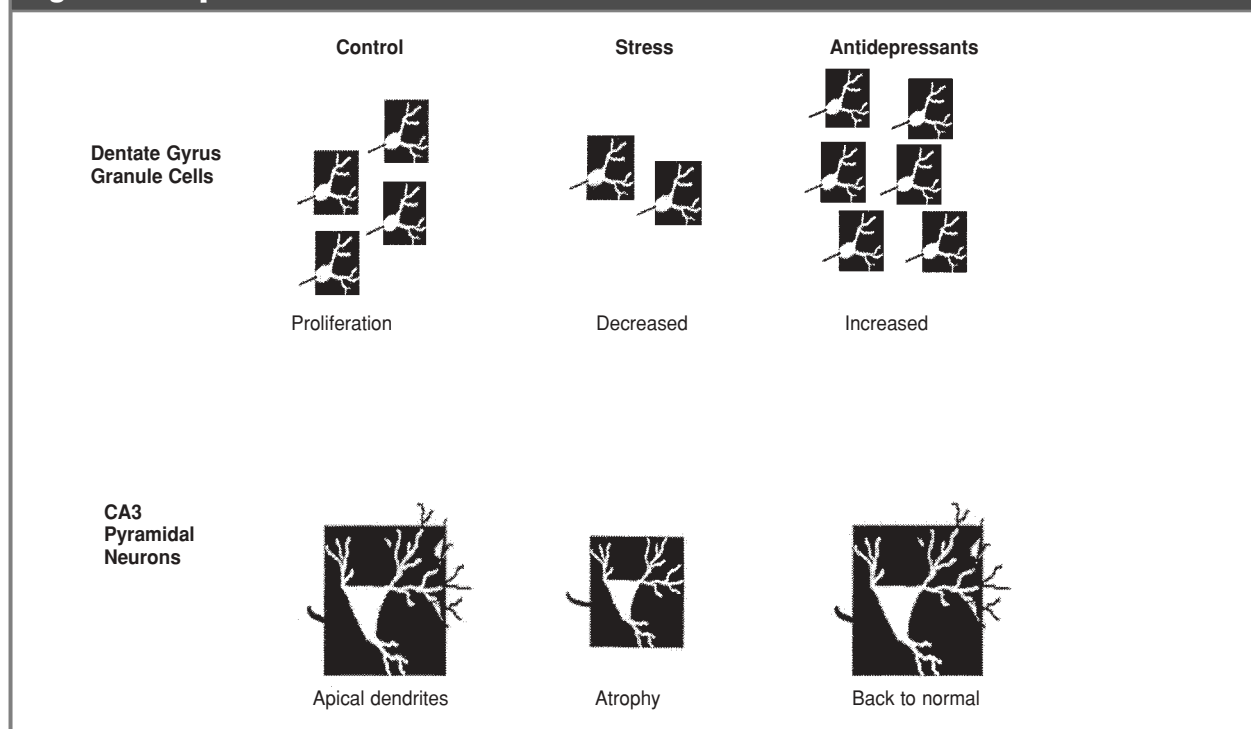 Control Stress Antidepressants
Dentate Gyrus
Granule Cells
Proliferation Decreased Increased
CA3
Pyramidal
Neurons
Apical dendrites Atrophy Back to normal